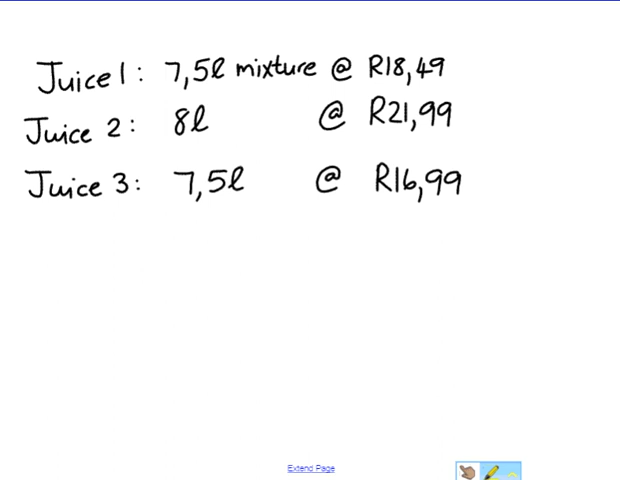 Juice 1: 7,5l mixture @ R18,49
Juice 2: 8l @ R21,99
Juice 3: 7,5l @ R16,99
Extend Page